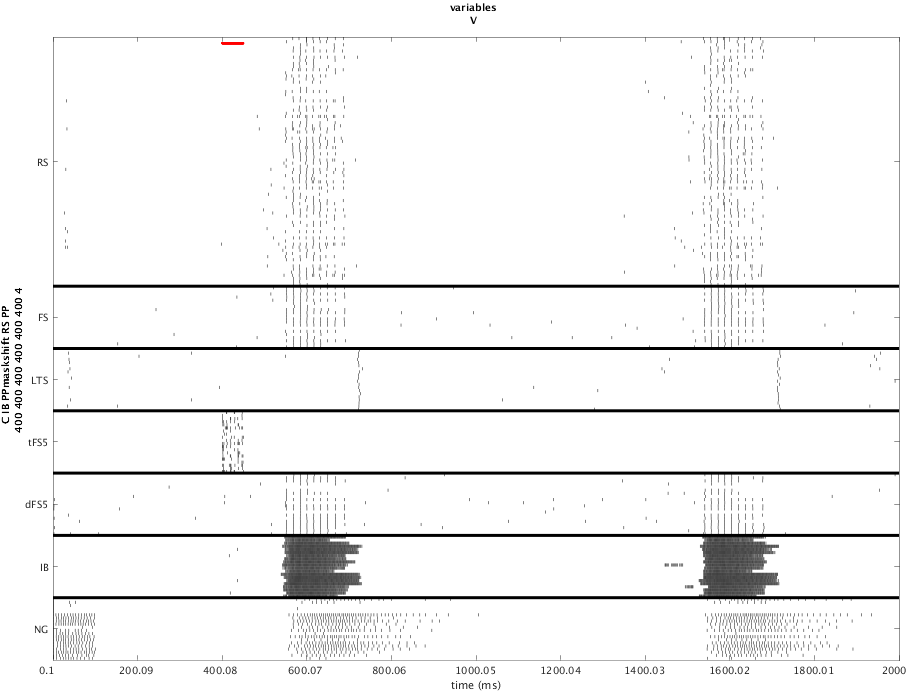 variables
V
C IB PPmaskshift RS PP
400 400 400 400 400 400 4
RS
FS
LTS
tFS5
dFS5
IB
NG
0.1 200.09 400.08 600.07 800.06 1000.05 1200.04 1400.03 1600.02 1800.01 2000
time (ms)